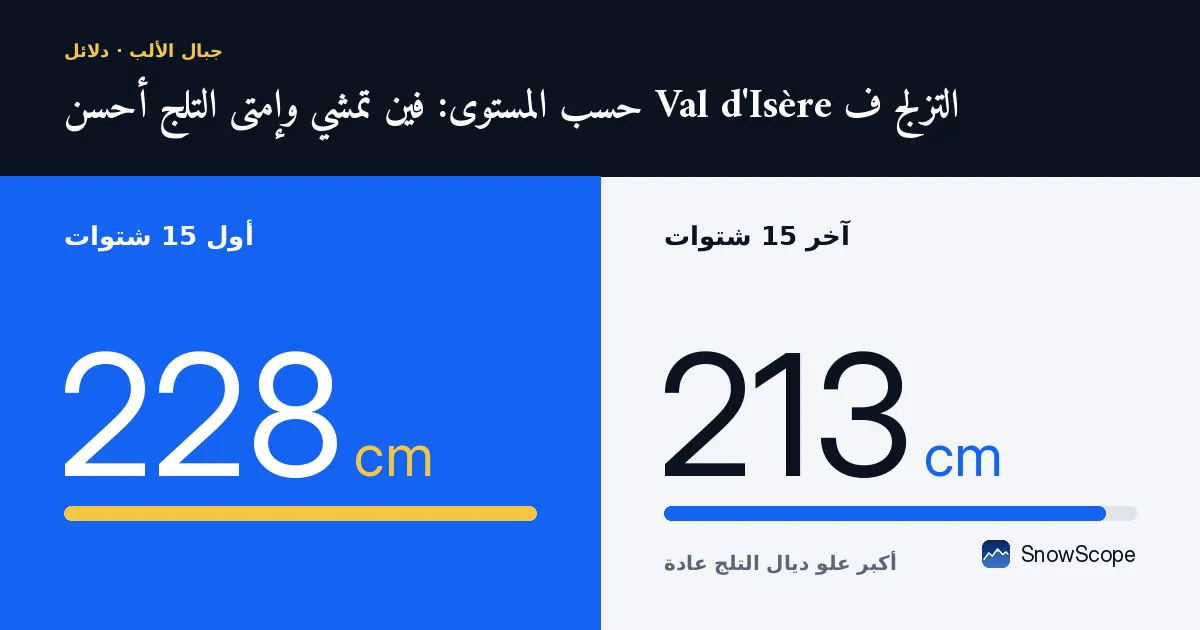 جبال الألب · دلائل
التزلج ف Val d'Isère حسب المستوى: فين تمشي وإمتى التلج أحسن
أول 15 شتوات
228 cm
آخر 15 شتوات
213 cm
أكبر علو ديال التلج عادة
SnowScope